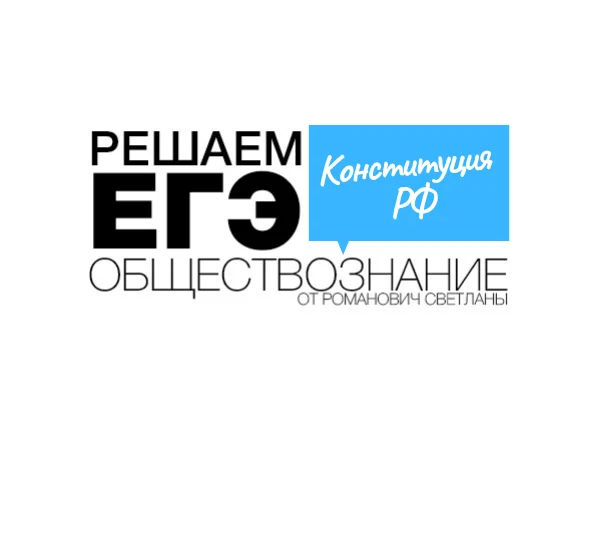 РЕШАЕМ
ЕГЭ
Конституция
РФ
ОБЩЕСТВОЗНАНИЕ
ОТ РОМАНОВИЧ СВЕТЛАНЫ